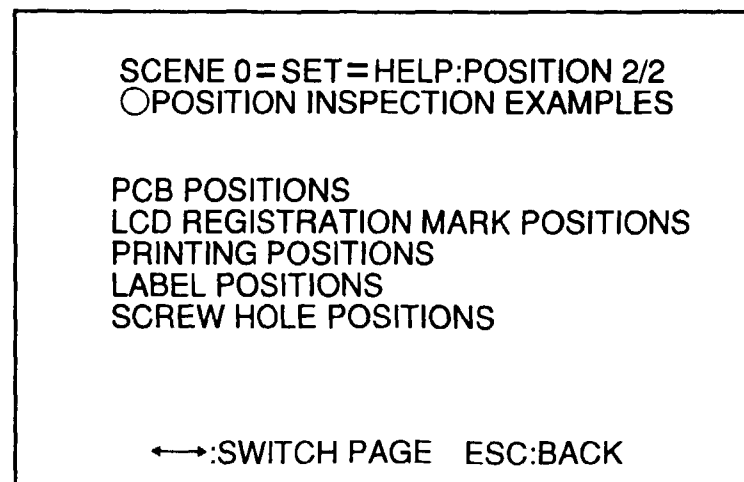 SCENE 0=SET=HELP:POSITION 2/2
○POSITION INSPECTION EXAMPLES
PCB POSITIONS
LCD REGISTRATION MARK POSITIONS
PRINTING POSITIONS
LABEL POSITIONS
SCREW HOLE POSITIONS
←→:SWITCH PAGE ESC:BACK